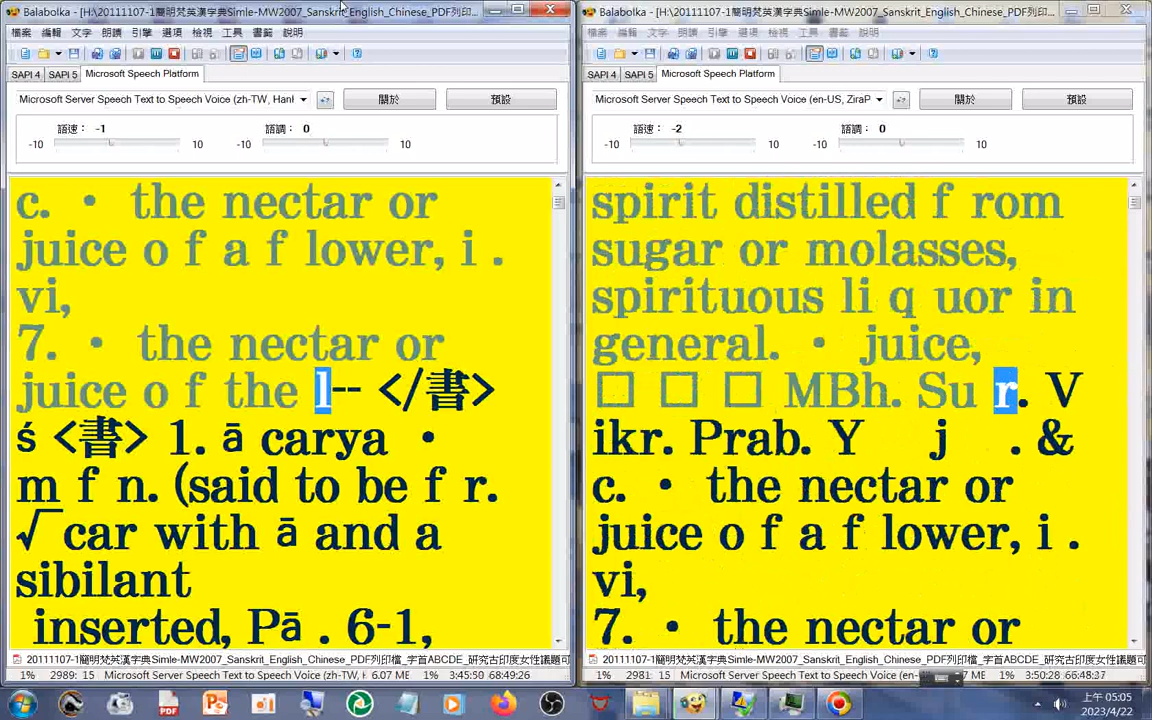 Balabolka - [H:\20111107-1簡明梵英漢字典Simle-MW2007_Sanskrit_English_Chinese_PDF列印
檔案 編輯 文字 朗讀 引擎 選項 檢視 工具 書籤 說明
SAPI 4 SAPI 5 Microsoft Speech Platform
Microsoft Server Speech Text to Speech Voice (zh-TW, Hanl
關於 預設
語速： -1 語調： 0
-10 10 -10 10
c. • the nectar or
juice o f a f lower, i .
vi,
7. • the nectar or
juice o f the l-- </書>
ś <書> 1. ā carya •
m f n. (said to be f r.
√ car with ā and a
sibilant
inserted, Pā . 6-1,
20111107-1簡明梵英漢字典Simle-MW2007_Sanskrit_English_Chinese_PDF列印檔_字首ABCDE_研究古印度女性議題可
1% 2989: 15 Microsoft Server Speech Text to Speech Voice (zh-TW, H 6.07 MB 1% 3:45:50 68:49:26
Balabolka - [H:\20111107-1簡明梵英漢字典Simle-MW2007_Sanskrit_English_Chinese_PDF列印
檔案 編輯 文字 朗讀 引擎 選項 檢視 工具 書籤 說明
SAPI 4 SAPI 5 Microsoft Speech Platform
Microsoft Server Speech Text to Speech Voice (en-US, ZiraP
關於 預設
語速： -2 語調： 0
-10 10 -10 10
spirit distilled f rom
sugar or molasses,
spirituous li q uor in
general. • juice,
□ □ □ MBh. Su r. V
ikr. Prab. Y j . &
c. • the nectar or
juice o f a f lower, i .
vi,
7. • the nectar or
20111107-1簡明梵英漢字典Simle-MW2007_Sanskrit_English_Chinese_PDF列印檔_字首ABCDE_研究古印度女性議題可
1% 2981: 15 Microsoft Server Speech Text to Speech Voice 1% 3:50:28 66:48:37
PDF
上午 05:05
2023/4/22